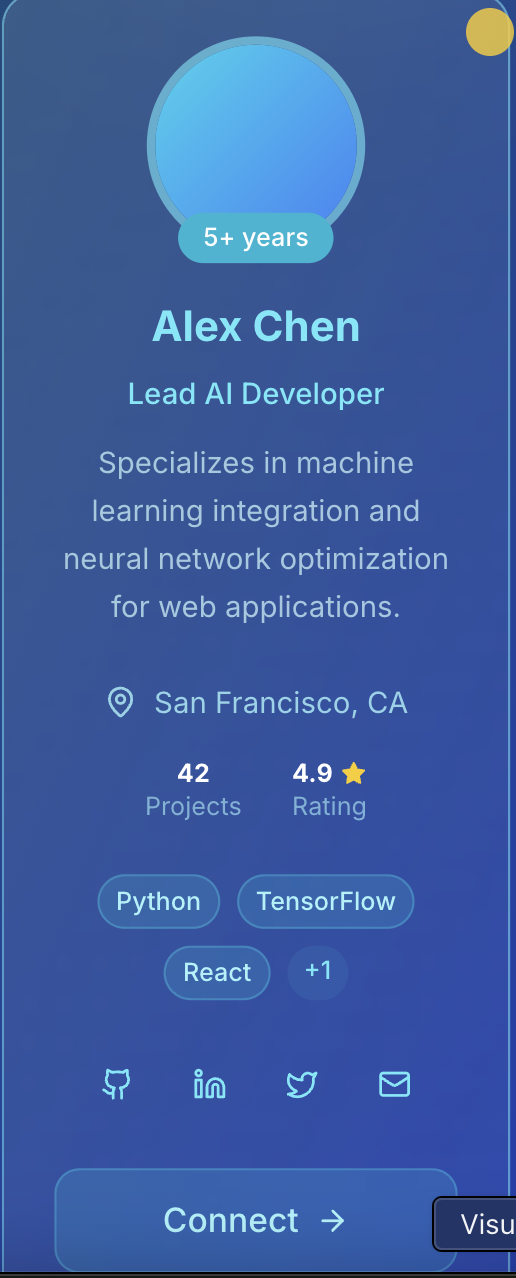 5+ years
Alex Chen
Lead AI Developer
Specializes in machine
learning integration and
neural network optimization
for web applications.
San Francisco, CA
42
Projects
4.9
Rating
Python
TensorFlow
React
+1
Connect
Visu